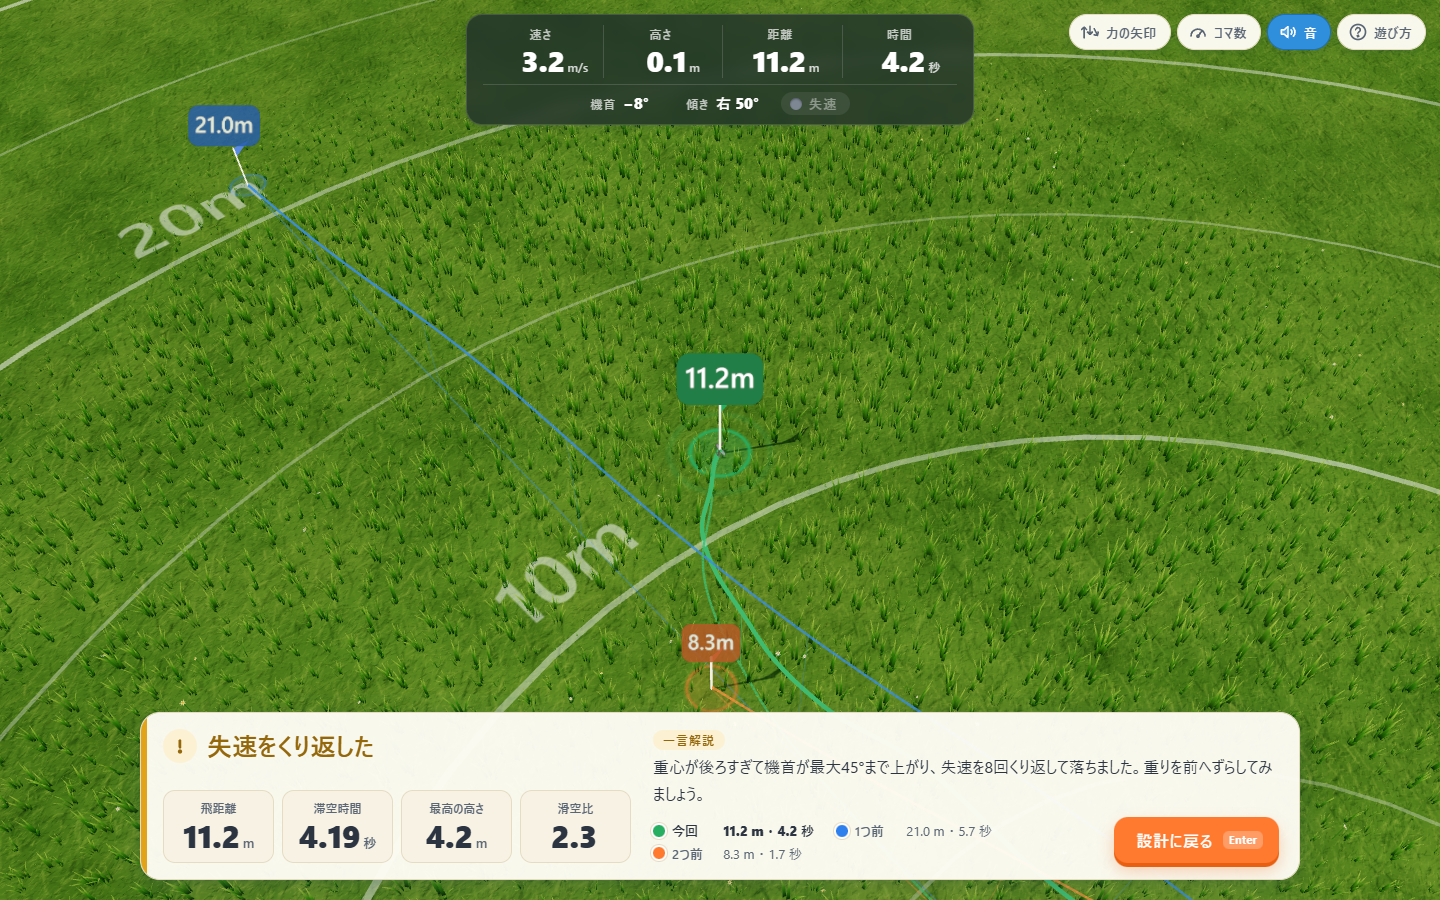 速さ 高さ 距離 時間
3.2 m/s 0.1 m 11.2 m 4.2 秒
機首 −8° 傾き 右 50° 失速
力の矢印 コマ数 音 遊び方
21.0m
20m
11.2m
10m
8.3m
! 失速をくり返した
飛距離 滞空時間 最高の高さ 滑空比
11.2 m 4.19 秒 4.2 m 2.3
一言解説
重心が後ろすぎて機首が最大45°まで上がり、失速を8回くり返して落ちました。重りを前へずらしてみ
ましょう。
今回 11.2 m・4.2 秒 1つ前 21.0 m・5.7 秒
2つ前 8.3 m・1.7 秒
設計に戻る Enter